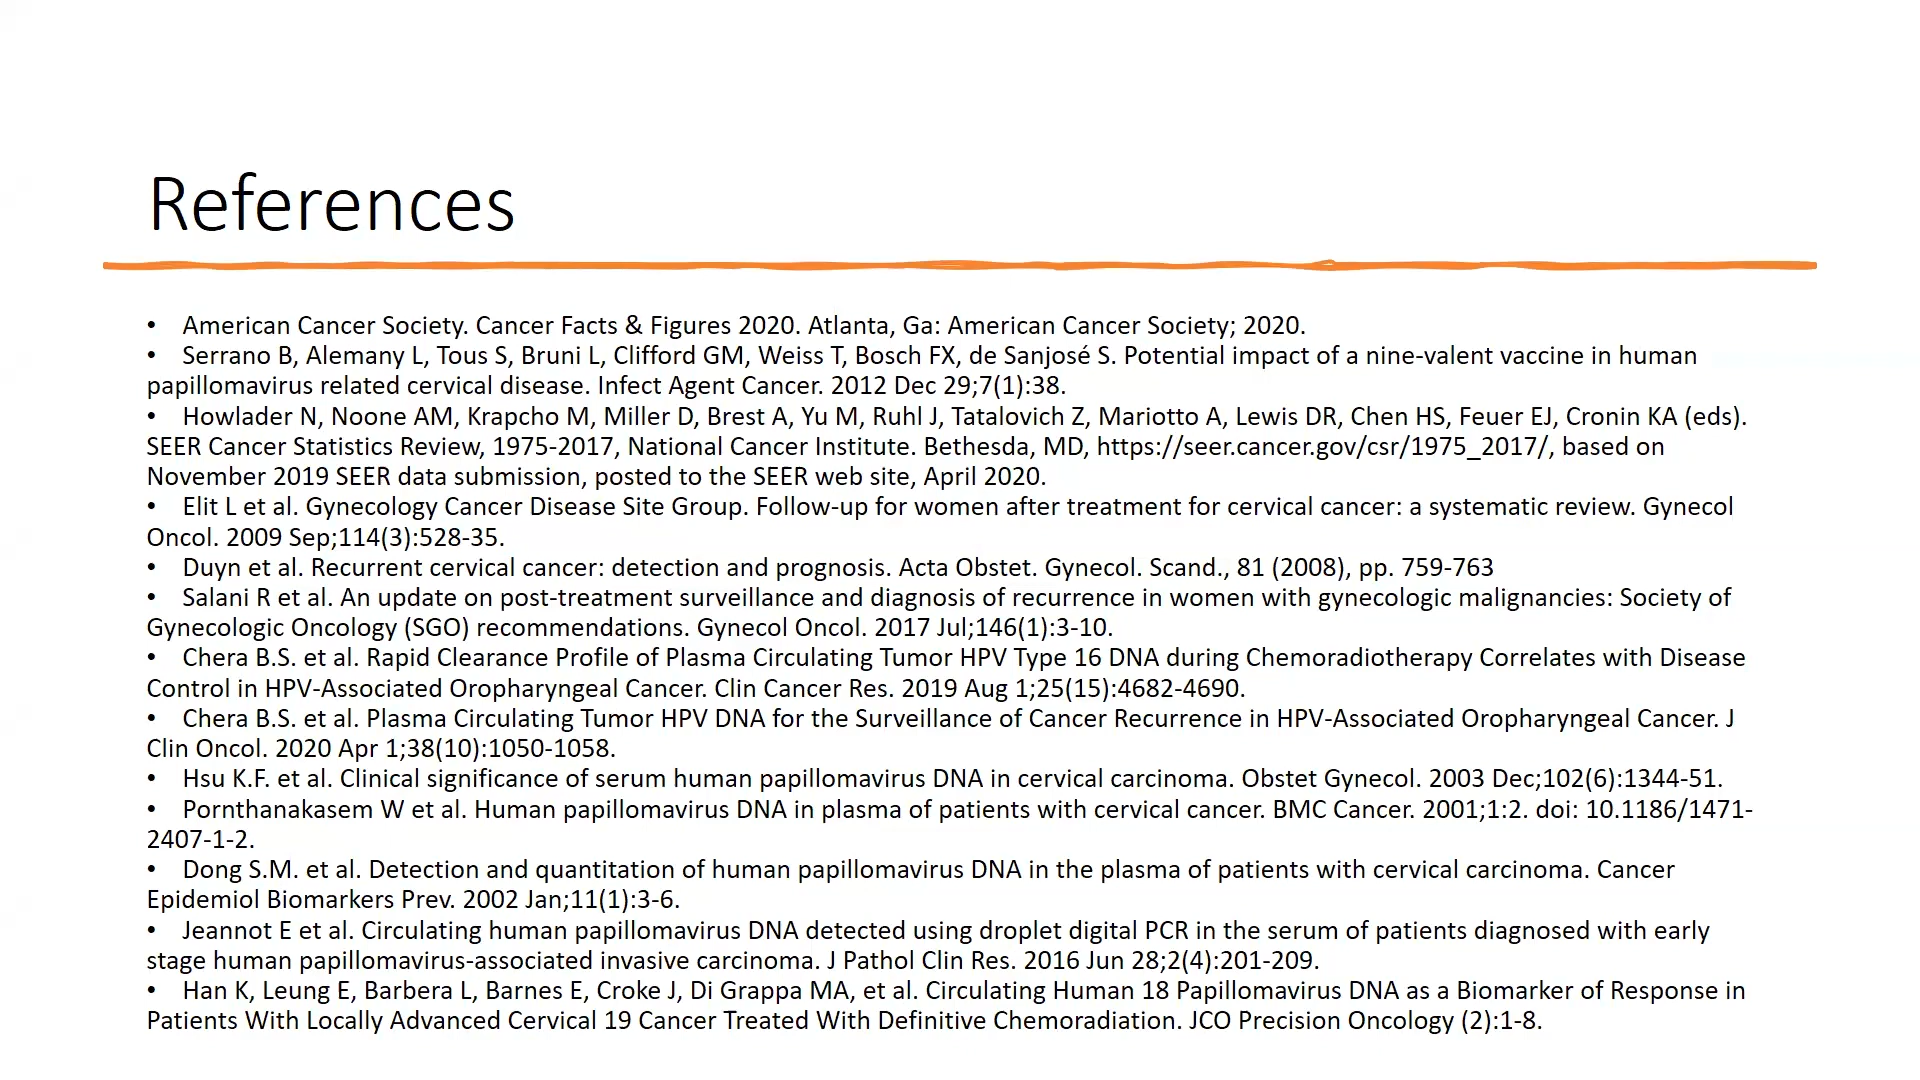 References
• American Cancer Society. Cancer Facts & Figures 2020. Atlanta, Ga: American Cancer Society; 2020.
• Serrano B, Alemany L, Tous S, Bruni L, Clifford GM, Weiss T, Bosch FX, de Sanjosé S. Potential impact of a nine-valent vaccine in human
papillomavirus related cervical disease. Infect Agent Cancer. 2012 Dec 29;7(1):38.
• Howlader N, Noone AM, Krapcho M, Miller D, Brest A, Yu M, Ruhl J, Tatalovich Z, Mariotto A, Lewis DR, Chen HS, Feuer EJ, Cronin KA (eds).
SEER Cancer Statistics Review, 1975-2017, National Cancer Institute. Bethesda, MD, https://seer.cancer.gov/csr/1975_2017/, based on
November 2019 SEER data submission, posted to the SEER web site, April 2020.
• Elit L et al. Gynecology Cancer Disease Site Group. Follow-up for women after treatment for cervical cancer: a systematic review. Gynecol
Oncol. 2009 Sep;114(3):528-35.
• Duyn et al. Recurrent cervical cancer: detection and prognosis. Acta Obstet. Gynecol. Scand., 81 (2008), pp. 759-763
• Salani R et al. An update on post-treatment surveillance and diagnosis of recurrence in women with gynecologic malignancies: Society of
Gynecologic Oncology (SGO) recommendations. Gynecol Oncol. 2017 Jul;146(1):3-10.
• Chera B.S. et al. Rapid Clearance Profile of Plasma Circulating Tumor HPV Type 16 DNA during Chemoradiotherapy Correlates with Disease
Control in HPV-Associated Oropharyngeal Cancer. Clin Cancer Res. 2019 Aug 1;25(15):4682-4690.
• Chera B.S. et al. Plasma Circulating Tumor HPV DNA for the Surveillance of Cancer Recurrence in HPV-Associated Oropharyngeal Cancer. J
Clin Oncol. 2020 Apr 1;38(10):1050-1058.
• Hsu K.F. et al. Clinical significance of serum human papillomavirus DNA in cervical carcinoma. Obstet Gynecol. 2003 Dec;102(6):1344-51.
• Pornthanakasem W et al. Human papillomavirus DNA in plasma of patients with cervical cancer. BMC Cancer. 2001;1:2. doi: 10.1186/1471-
2407-1-2.
• Dong S.M. et al. Detection and quantitation of human papillomavirus DNA in the plasma of patients with cervical carcinoma. Cancer
Epidemiol Biomarkers Prev. 2002 Jan;11(1):3-6.
• Jeannot E et al. Circulating human papillomavirus DNA detected using droplet digital PCR in the serum of patients diagnosed with early
stage human papillomavirus-associated invasive carcinoma. J Pathol Clin Res. 2016 Jun 28;2(4):201-209.
• Han K, Leung E, Barbera L, Barnes E, Croke J, Di Grappa MA, et al. Circulating Human 18 Papillomavirus DNA as a Biomarker of Response in
Patients With Locally Advanced Cervical 19 Cancer Treated With Definitive Chemoradiation. JCO Precision Oncology (2):1-8.